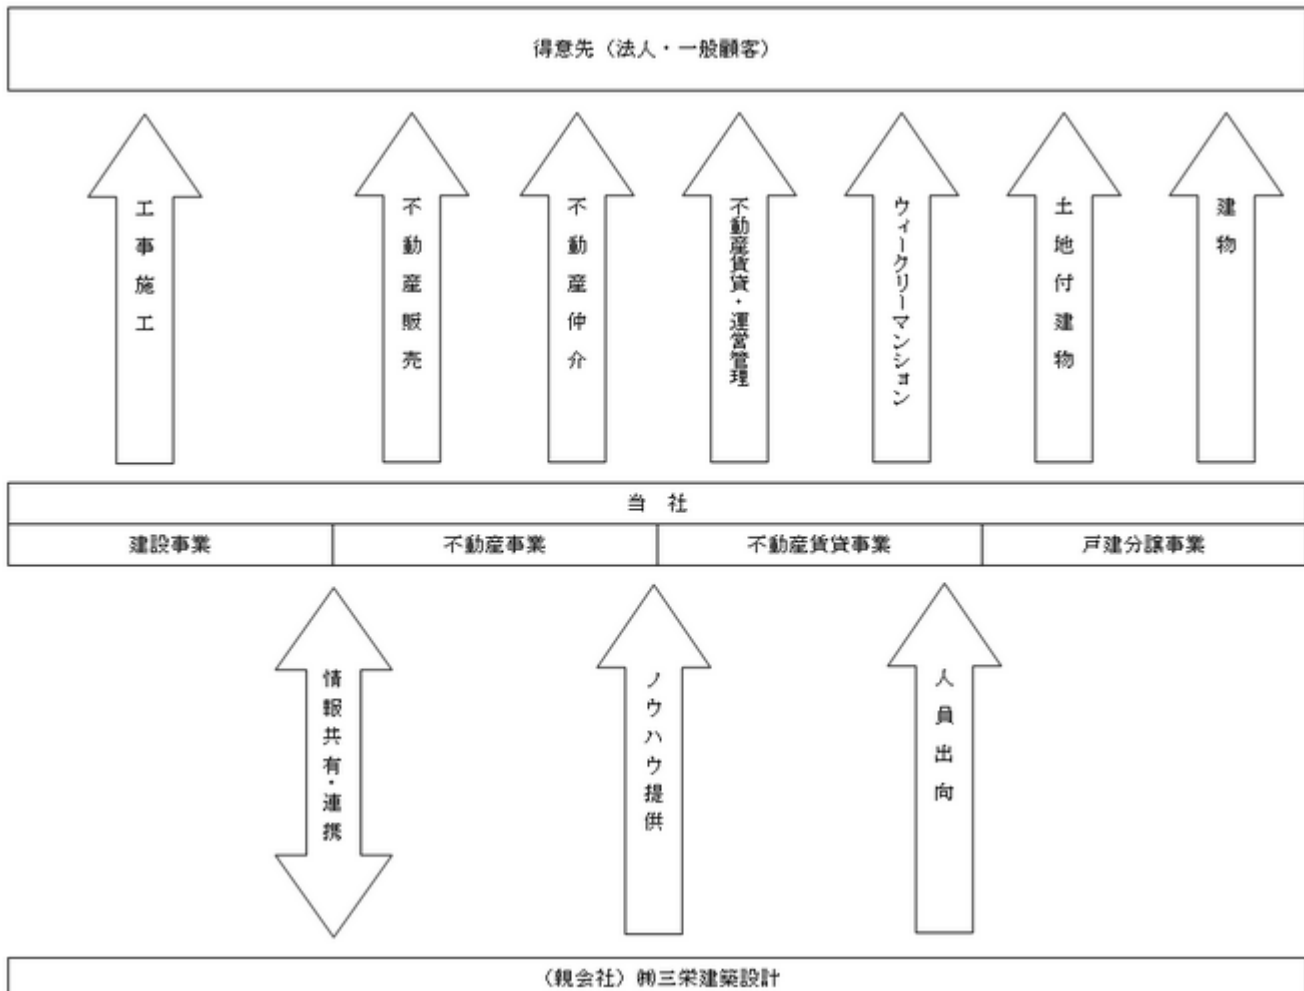 得意先（法人・一般顧客）
工事施工
不動産販売
不動産仲介
不動産賃貸・運営管理
ウィークリーマンション
土地付建物
建物
当　社
建設事業
不動産事業
不動産賃貸事業
戸建分譲事業
情報共有・連携
ノウハウ提供
人員出向
（親会社）㈱三栄建築設計